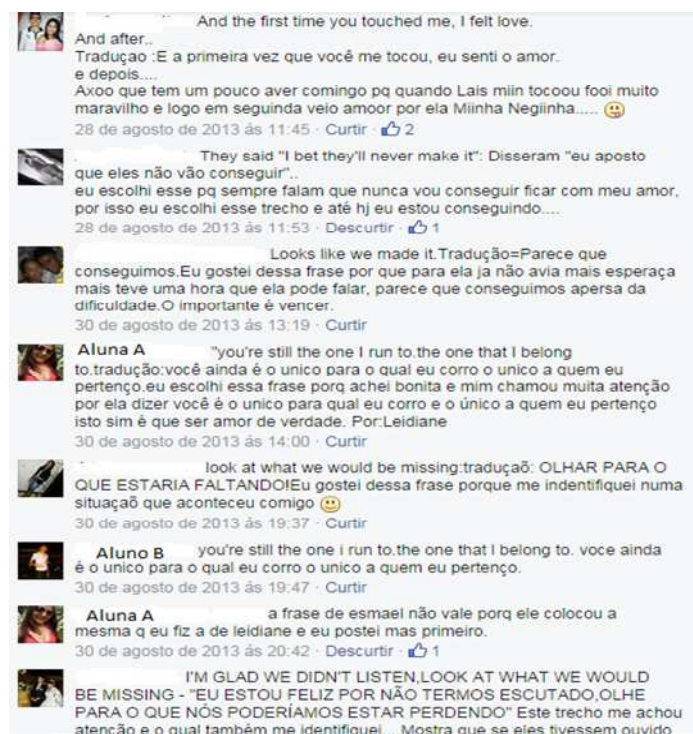 And the first time you touched me, I felt love.
And after..
Traduçao :E a primeira vez que você me tocou, eu senti o amor.
e depois....
Axoo que tem um pouco aver comingo pq quando Lais miin tocoou fooi muito
maravilho e logo em seguinda veio amoor por ela Miinha Negiinha.....
28 de agosto de 2013 às 11:45 · Curtir · 2
They said "I bet they'll never make it": Disseram "eu aposto
que eles não vão conseguir"..
eu escolhi esse pq sempre falam que nunca vou conseguir ficar com meu amor,
por isso eu escolhi esse trecho e até hj eu estou conseguindo....
28 de agosto de 2013 às 11:53 · Descurtir · 1
Looks like we made it.Tradução=Parece que
conseguimos.Eu gostei dessa frase por que para ela ja não avia mais esperaça
mais teve uma hora que ela pode falar, parece que conseguimos apersa da
dificuldade.O importante é vencer.
30 de agosto de 2013 às 13:19 · Curtir
Aluna A "you're still the one I run to.the one that I belong
to.tradução:você ainda é o unico para o qual eu corro o unico a quem eu
pertenço.eu escolhi essa frase porq achei bonita e mim chamou muita atenção
por ela dizer você é o unico para qual eu corro e o único a quem eu pertenço
isto sim é que ser amor de verdade. Por:Leidiane
30 de agosto de 2013 às 14:00 · Curtir
look at what we would be missing:traduçaõ: OLHAR PARA O
QUE ESTARIA FALTANDO!Eu gostei dessa frase porque me indentifiquei numa
situaçaõ que aconteceu comigo
30 de agosto de 2013 às 19:37 · Curtir
Aluno B you're still the one i run to.the one that I belong to. voce ainda
é o unico para o qual eu corro o unico a quem eu pertenço.
30 de agosto de 2013 às 19:47 · Curtir
Aluna A a frase de esmael não vale porq ele colocou a
mesma q eu fiz a de leidiane e eu postei mas primeiro.
30 de agosto de 2013 às 20:42 · Descurtir · 1
I'M GLAD WE DIDN'T LISTEN,LOOK AT WHAT WE WOULD
BE MISSING - "EU ESTOU FELIZ POR NÃO TERMOS ESCUTADO,OLHE
PARA O QUE NÓS PODERÍAMOS ESTAR PERDENDO" Este trecho me achou
atenção e o qual também me identifiquei....Mostra que se eles tivessem ouvido